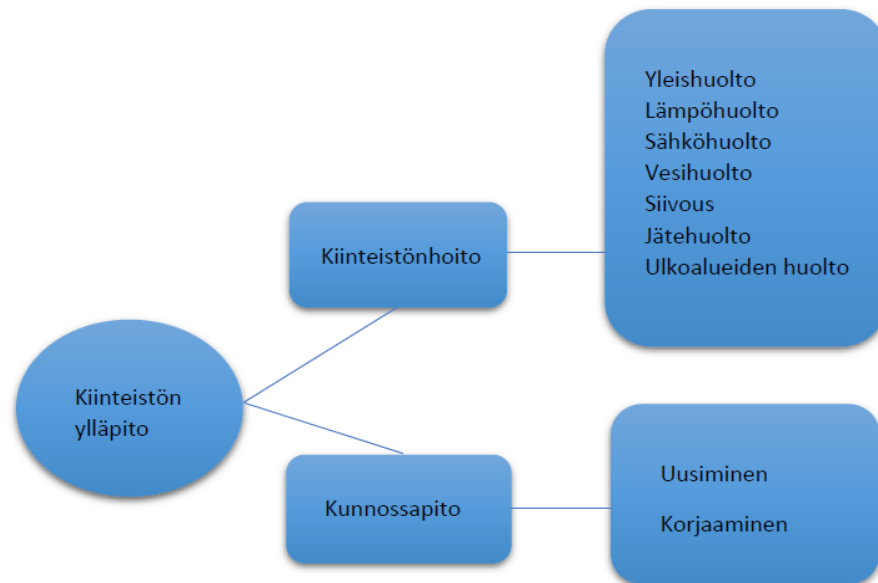 Kiinteistön
ylläpito
Kiinteistönhoito
Yleishuolto
Lämpöhuolto
Sähköhuolto
Vesihuolto
Siivous
Jätehuolto
Ulkoalueiden huolto
Kunnossapito
Uusiminen
Korjaaminen